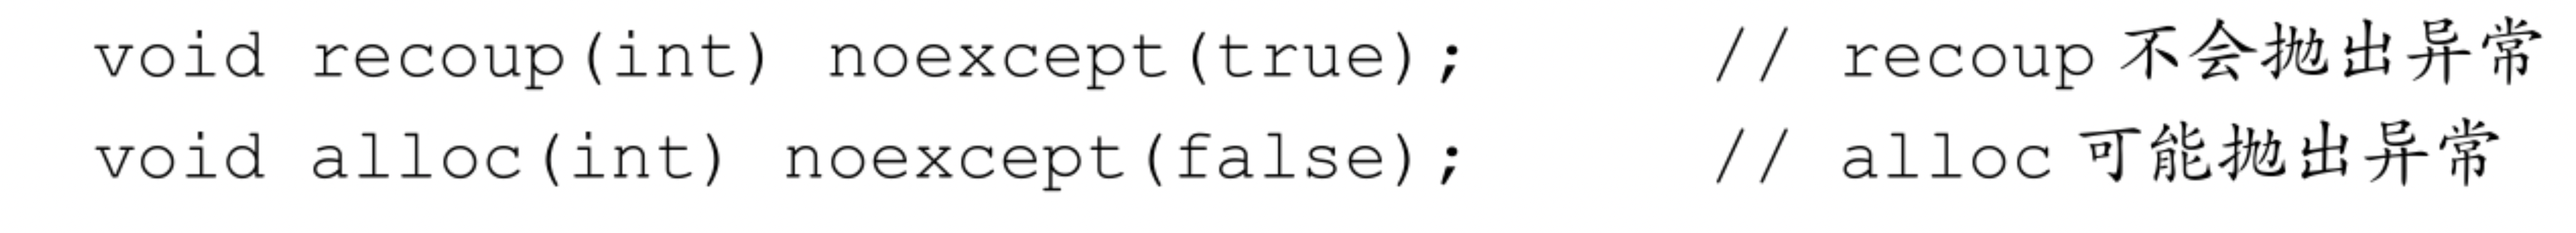 void recoup(int) noexcept(true); // recoup 不会抛出异常
void alloc(int) noexcept(false); // alloc 可能抛出异常